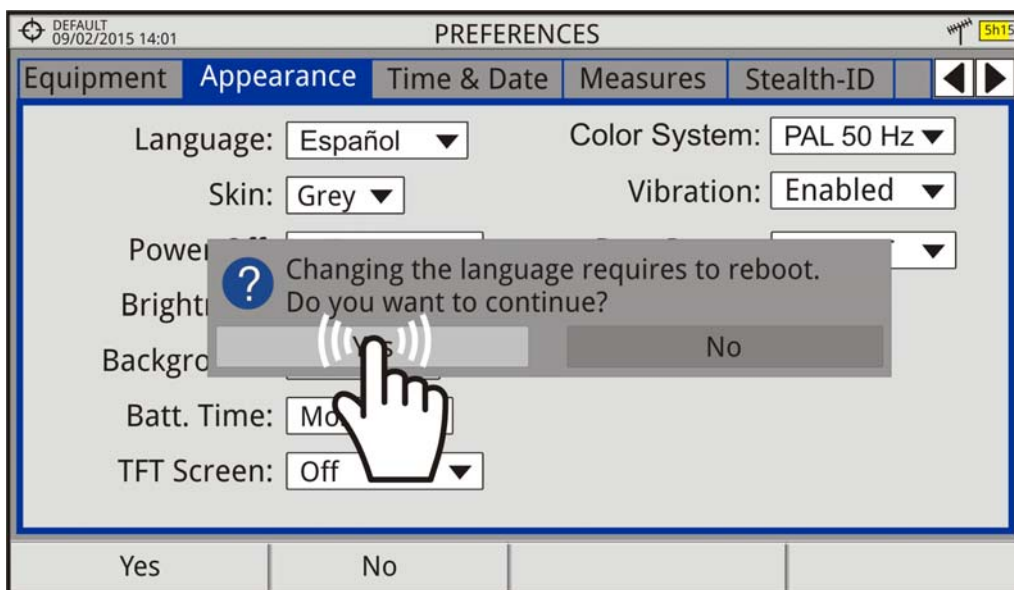 DEFAULT
09/02/2015 14:01
PREFERENCES
5h15
Equipment Appearance Time & Date Measures Stealth-ID
Language: Español
Color System: PAL 50 Hz
Skin: Grey
Vibration: Enabled
Changing the language requires to reboot.
Do you want to continue?
Yes No
Batt. Time:
TFT Screen: Off
Yes No